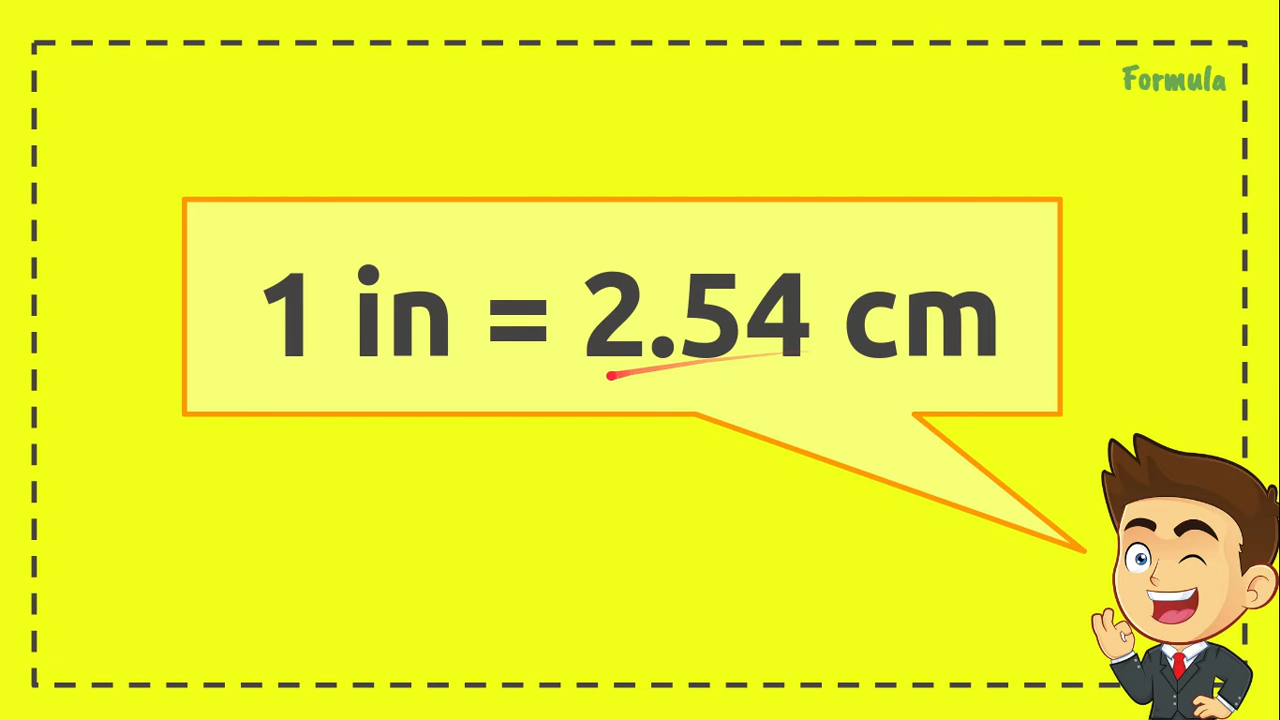 Formula
1 in = 2.54 cm